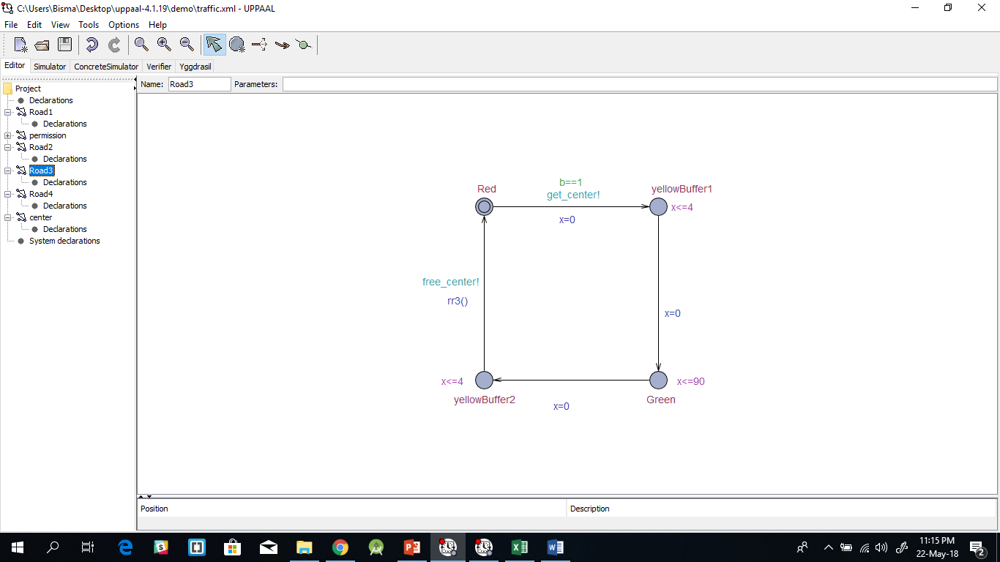 C:\Users\Bisma\Desktop\uppaal-4.1.19\demo\traffic.xml - UPPAAL
File Edit View Tools Options Help
Editor Simulator ConcreteSimulator Verifier Yggdrasil
Name: Road3 Parameters:
Project
Declarations
Road1
Declarations
permission
Road2
Declarations
Road3
Declarations
Road4
Declarations
center
Declarations
System declarations
b==1
Red
get_center!
yellowBuffer1
x<=4
x=0
free_center!
rr3()
x=0
x<=4
x<=90
yellowBuffer2
Green
x=0
Position Description
11:15 PM
22-May-18
2